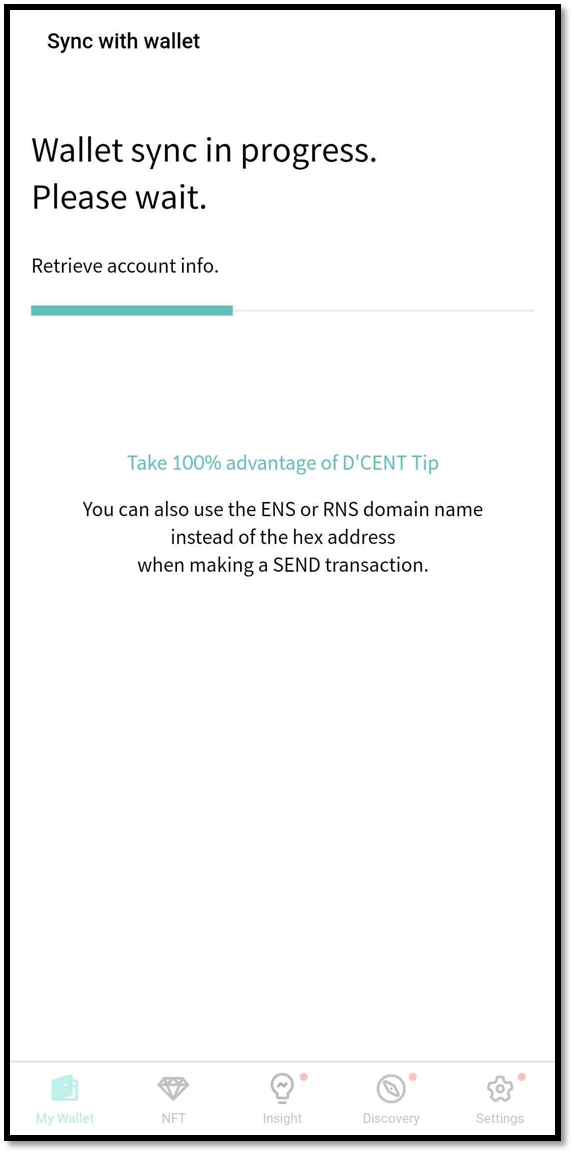 Sync with wallet
Wallet sync in progress.
Please wait.
Retrieve account info.
Take 100% advantage of D'CENT Tip
You can also use the ENS or RNS domain name
instead of the hex address
when making a SEND transaction.
My Wallet NFT Insight Discovery Settings